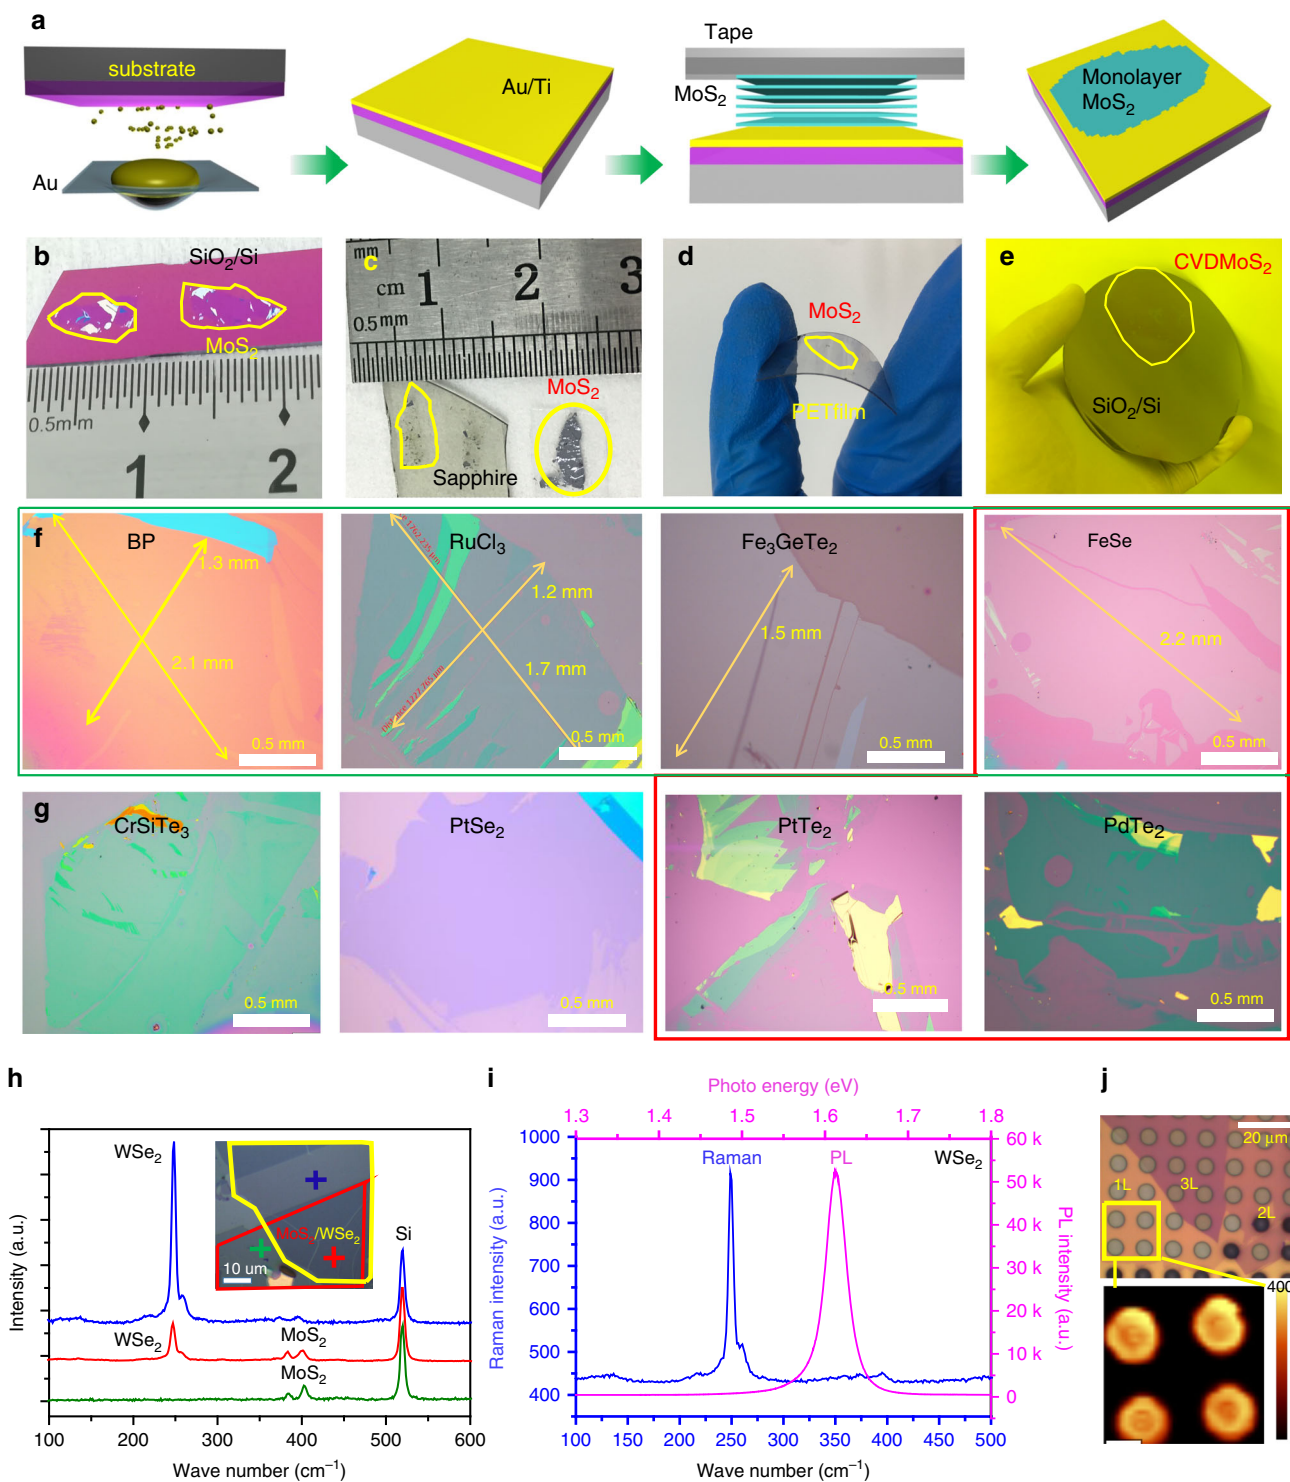 a
substrate
Au
Au/Ti
Tape
MoS2
Monolayer
MoS2
b
SiO2/Si
MoS2
0.5mm
1
2
c
mm
cm
1
2
3
0.5mm
MoS2
Sapphire
d
MoS2
PETfilm
e
CVDMoS2
SiO2/Si
f
BP
1.3 mm
2.1 mm
0.5 mm
RuCl3
1.2 mm
1.7 mm
0.5 mm
Fe3GeTe2
1.5 mm
0.5 mm
FeSe
2.2 mm
0.5 mm
g
CrSiTe3
0.5 mm
PtSe2
0.5 mm
PtTe2
0.5 mm
PdTe2
0.5 mm
h
Intensity (a.u.)
WSe2
WSe2
MoS2
MoS2
Si
MoS2/WSe2
10 um
100 200 300 400 500 600
Wave number (cm−1)
i
Photo energy (eV)
1.3 1.4 1.5 1.6 1.7 1.8
Raman intensity (a.u.)
1000
900
800
700
600
500
400
Raman
PL
WSe2
60 k
50 k
40 k
30 k
20 k
10 k
0
PL intensity (a.u.)
100 150 200 250 300 350 400 450 500
Wave number (cm−1)
j
20 µm
1L
3L
2L
400